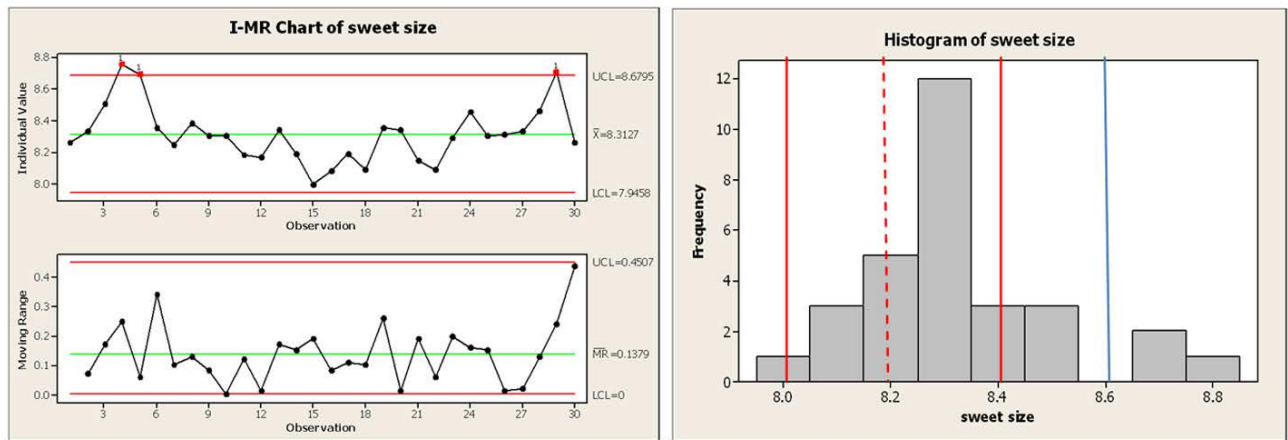 I-MR Chart of sweet size
8.8
8.6
8.4
8.2
8.0
Individual Value
1
1
1
UCL=8.6795
X̄=8.3127
LCL=7.9458
3 6 9 12 15 18 21 24 27 30
Observation
0.4
0.3
0.2
0.1
0.0
Moving Range
UCL=0.4507
M̅R̅=0.1379
LCL=0
3 6 9 12 15 18 21 24 27 30
Observation
Histogram of sweet size
12
10
8
6
4
2
0
Frequency
8.0 8.2 8.4 8.6 8.8
sweet size